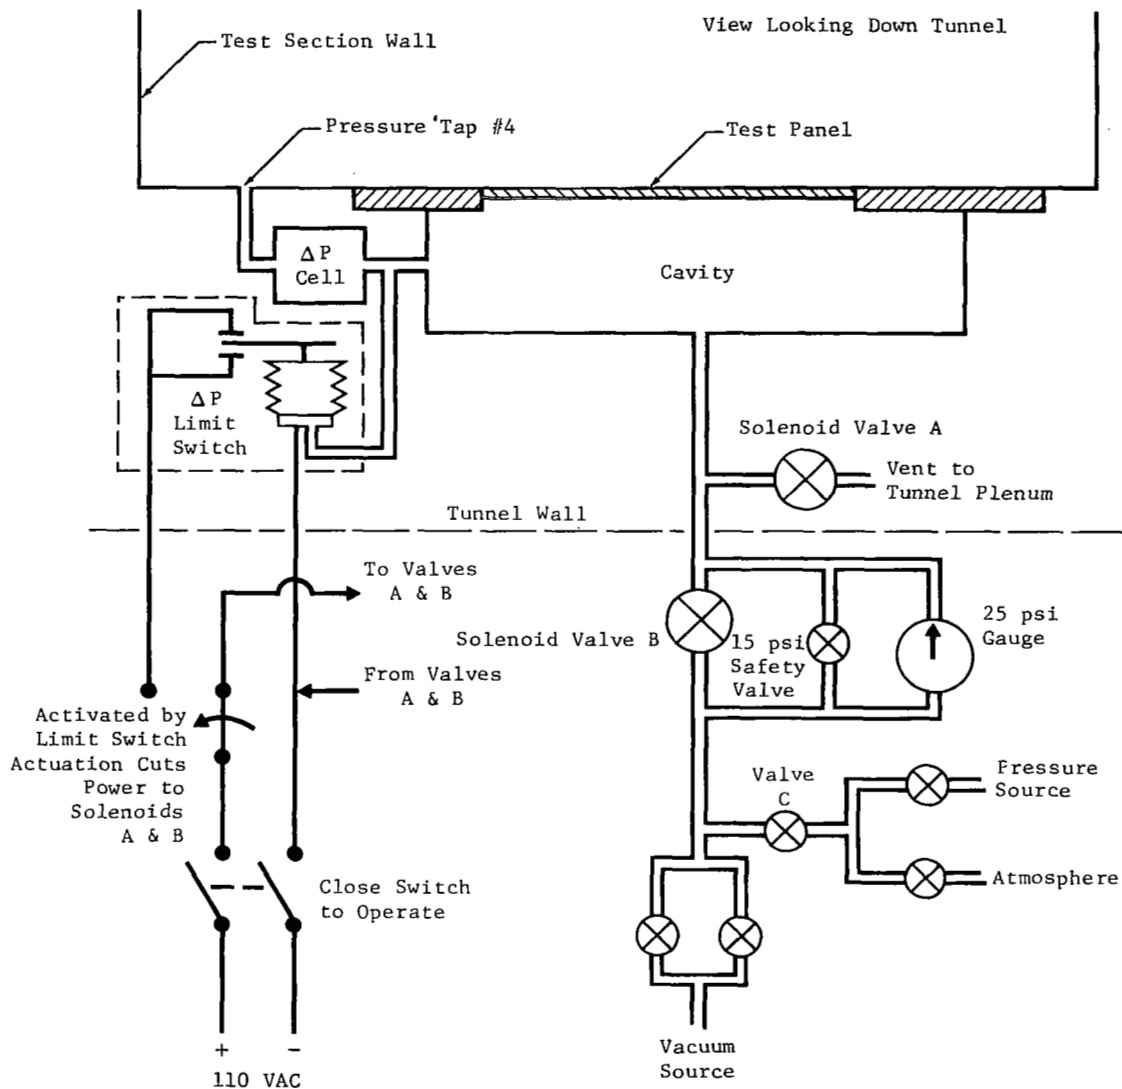 View Looking Down Tunnel
Test Section Wall
Pressure Tap #4
Test Panel
ΔP
Cell
Cavity
ΔP
Limit
Switch
Solenoid Valve A
Vent to
Tunnel Plenum
Tunnel Wall
To Valves
A & B
Solenoid Valve B
15 psi
Safety
Valve
25 psi
Gauge
From Valves
A & B
Activated by
Limit Switch
Actuation Cuts
Power to
Solenoids
A & B
Valve
C
Pressure
Source
Close Switch
to Operate
Atmosphere
+ -
110 VAC
Vacuum
Source